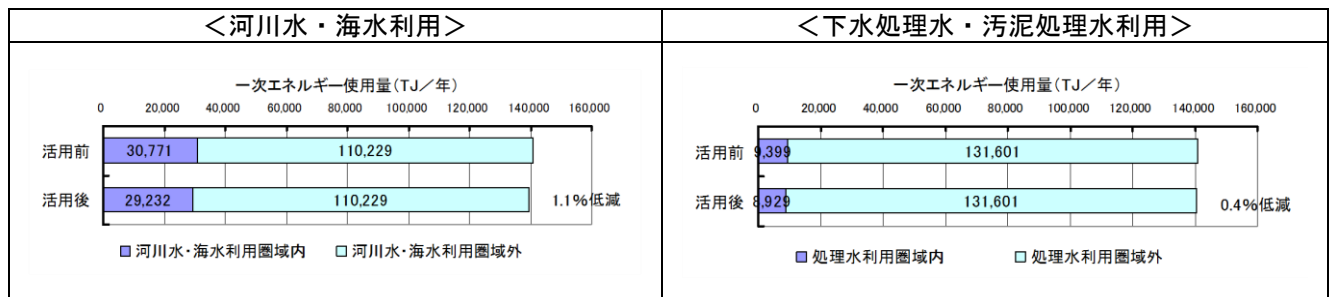 ＜河川水・海水利用＞
一次エネルギー使用量(TJ／年)
0 20,000 40,000 60,000 80,000 100,000 120,000 140,000 160,000
活用前 30,771 110,229
活用後 29,232 110,229 1.1%低減
河川水・海水利用圏域内 河川水・海水利用圏域外
＜下水処理水・汚泥処理水利用＞
一次エネルギー使用量(TJ／年)
0 20,000 40,000 60,000 80,000 100,000 120,000 140,000 160,000
活用前 9,399 131,601
活用後 8,929 131,601 0.4%低減
処理水利用圏域内 処理水利用圏域外